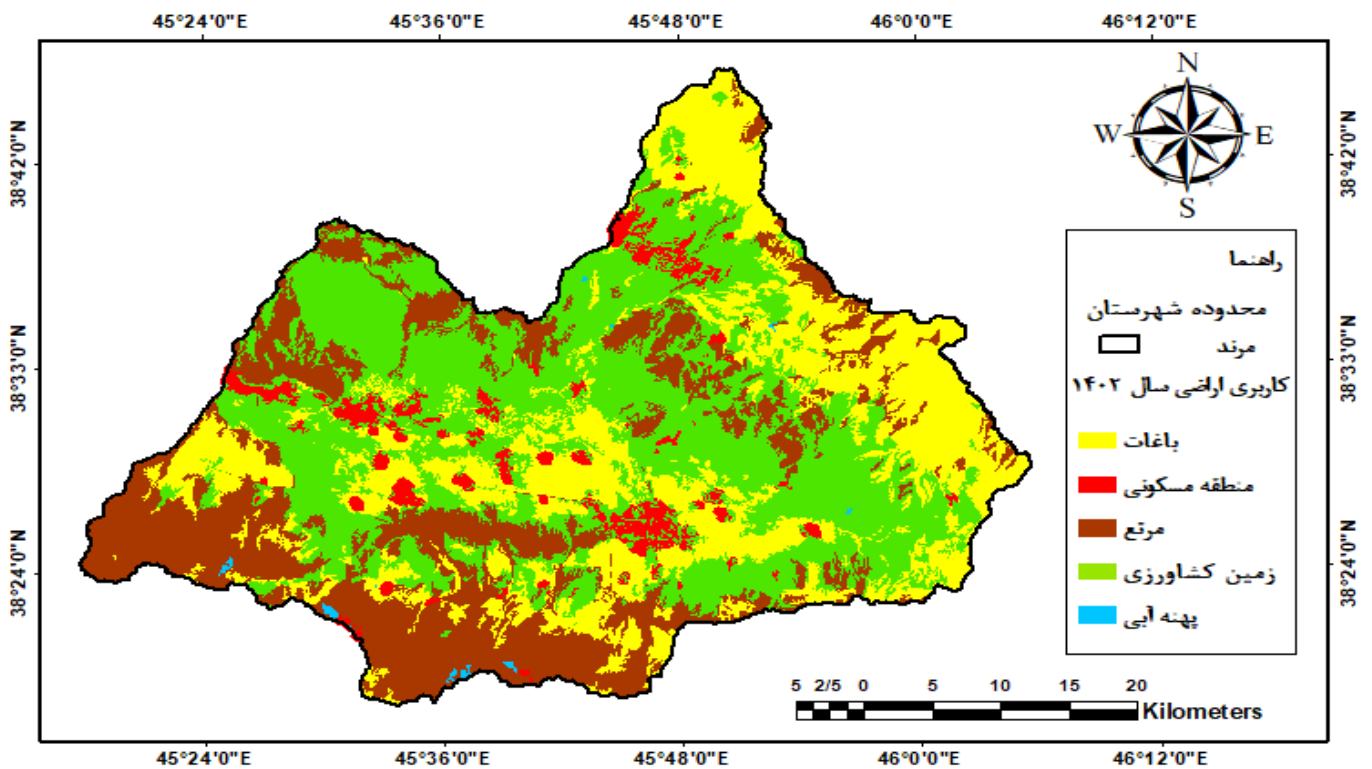 45°24'0"E 45°36'0"E 45°48'0"E 46°0'0"E 46°12'0"E
N
W E
S
38°42'0"N 38°42'0"N
38°33'0"N 38°33'0"N
38°24'0"N 38°24'0"N
راهنما
محدوده شهرستان
مرند
کاربری اراضی سال ۱۴۰۲
باغات
منطقه مسکونی
مرتع
زمین کشاورزی
پهنه آبی
5 2/5 0 5 10 15 20
Kilometers
45°24'0"E 45°36'0"E 45°48'0"E 46°0'0"E 46°12'0"E